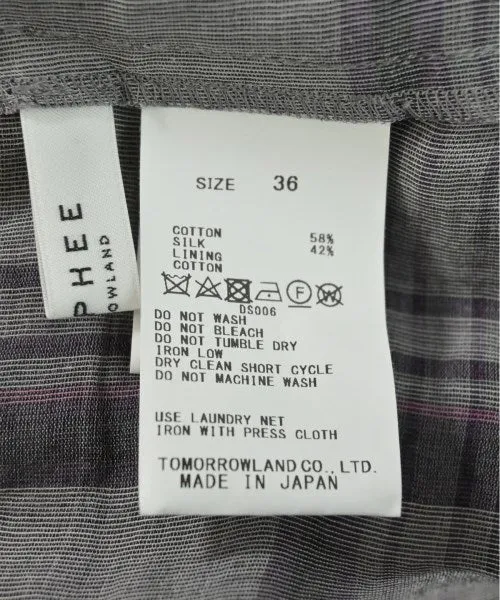 PHEE
OWLAND
SIZE 36
COTTON 58%
SILK 42%
LINING
COTTON
DS006
DO NOT WASH
DO NOT BLEACH
DO NOT TUMBLE DRY
IRON LOW
DRY CLEAN SHORT CYCLE
DO NOT MACHINE WASH
USE LAUNDRY NET
IRON WITH PRESS CLOTH
TOMORROWLAND CO., LTD.
MADE IN JAPAN